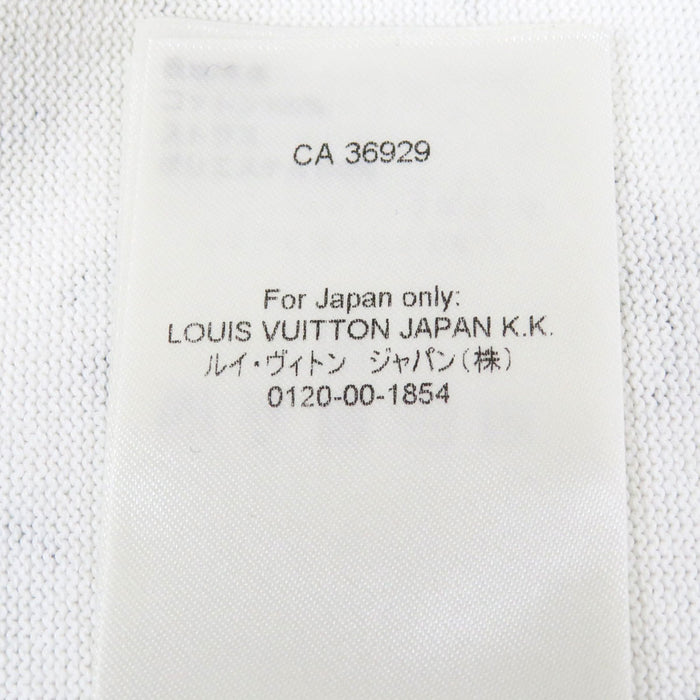 CA 36929
For Japan only:
LOUIS VUITTON JAPAN K.K.
ルイ・ヴィトン ジャパン(株)
0120-00-1854